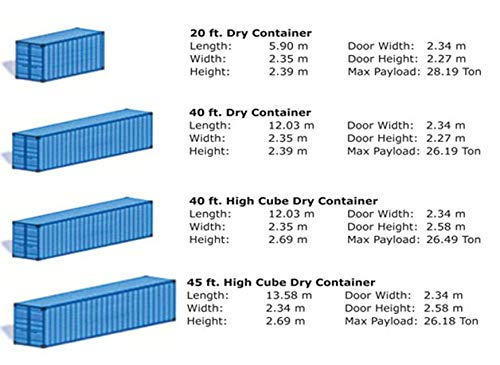 20 ft. Dry Container
Length: 5.90 m Door Width: 2.34 m
Width: 2.35 m Door Height: 2.27 m
Height: 2.39 m Max Payload: 28.19 Ton
40 ft. Dry Container
Length: 12.03 m Door Width: 2.34 m
Width: 2.35 m Door Height: 2.27 m
Height: 2.39 m Max Payload: 26.19 Ton
40 ft. High Cube Dry Container
Length: 12.03 m Door Width: 2.34 m
Width: 2.35 m Door Height: 2.58 m
Height: 2.69 m Max Payload: 26.49 Ton
45 ft. High Cube Dry Container
Length: 13.58 m Door Width: 2.34 m
Width: 2.34 m Door Height: 2.58 m
Height: 2.69 m Max Payload: 26.18 Ton